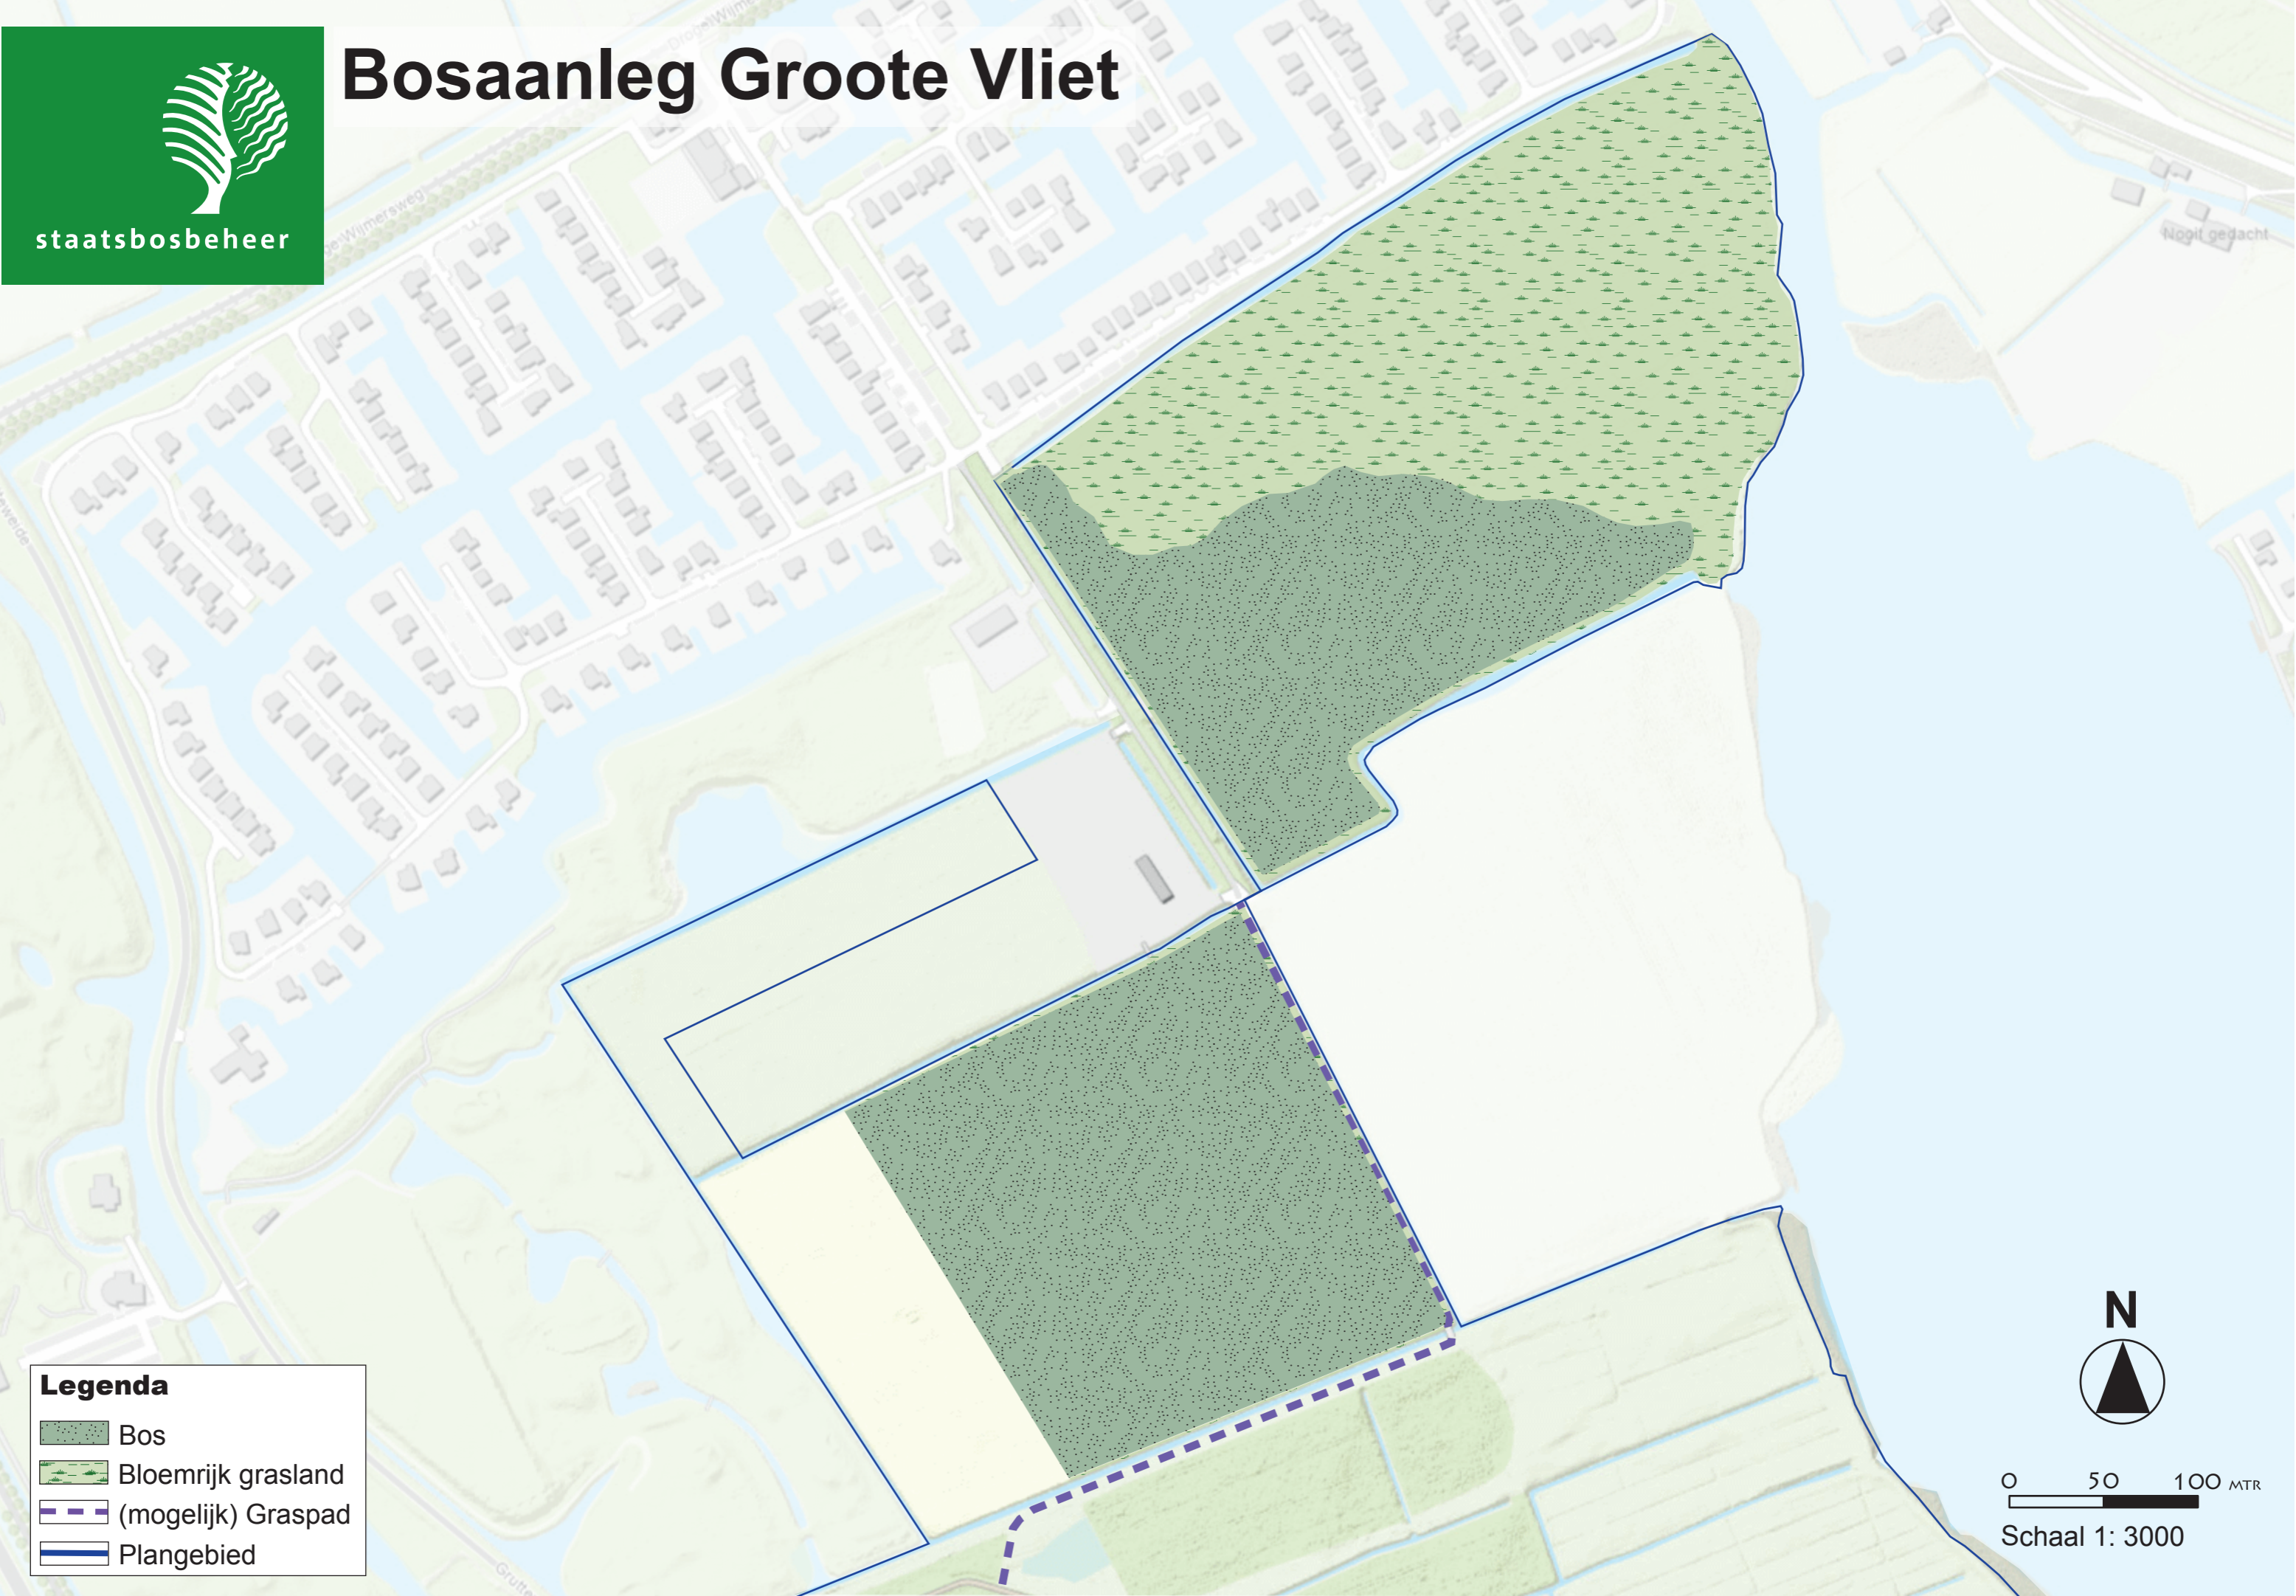 Bosaanleg Groote Vliet
staatsbosbeheer
Nooit gedacht
Legenda
Bos
Bloemrijk grasland
(mogelijk) Graspad
Plangebied
N
0 50 100 MTR
Schaal 1: 3000